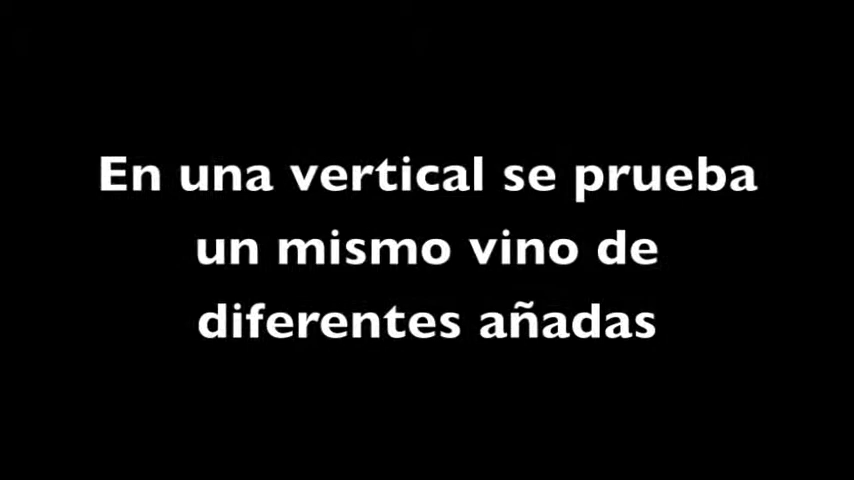 En una vertical se prueba
un mismo vino de
diferentes añadas